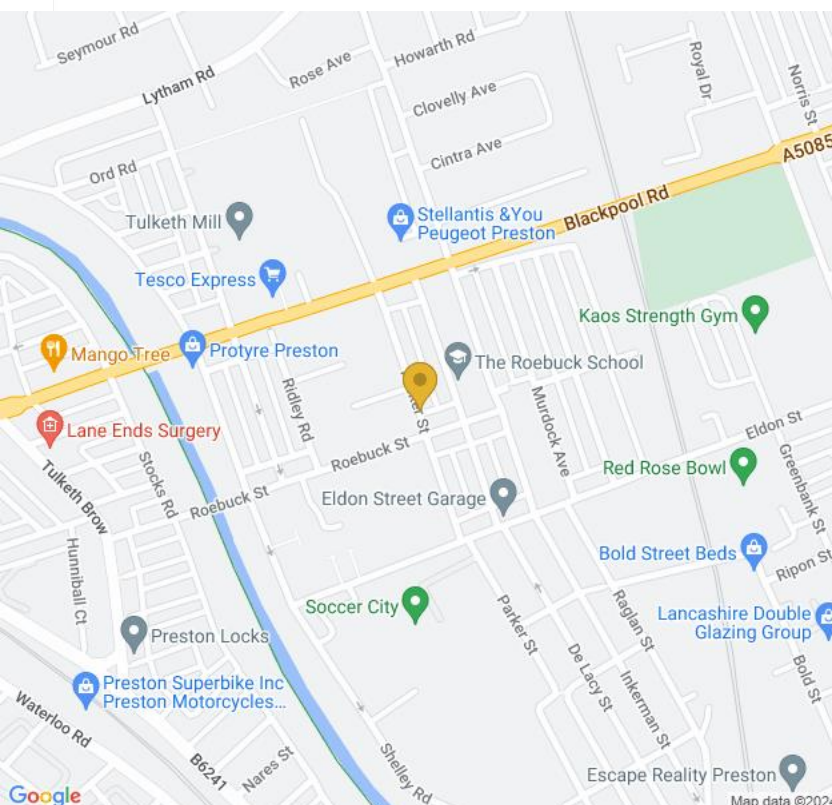 Seymour Rd
Howarth Rd
Rose Ave
Royal Dr
Norris St
Lytham Rd
Clovelly Ave
Cintra Ave
A5085
Ord Rd
Blackpool Rd
Tulketh Mill
Stellantis &You
Peugeot Preston
Tesco Express
Kaos Strength Gym
Mango Tree
Protyre Preston
The Roebuck School
Ridley Rd
Murdock Ave
Lane Ends Surgery
Eldon St
Roebuck St
Greenbank St
Red Rose Bowl
Stocks Rd
Tulketh Brow
Roebuck St
Eldon Street Garage
Hunniball Ct
Bold Street Beds
Ripon St
Soccer City
Parker St
Raglan St
Lancashire Double
Glazing Group
Preston Locks
De Lacy St
Inkerman St
Bold St
Preston Superbike Inc
Preston Motorcycles...
Waterloo Rd
B6241
Nares St
Shelley Rd
Escape Reality Preston
Google
Map data ©2024